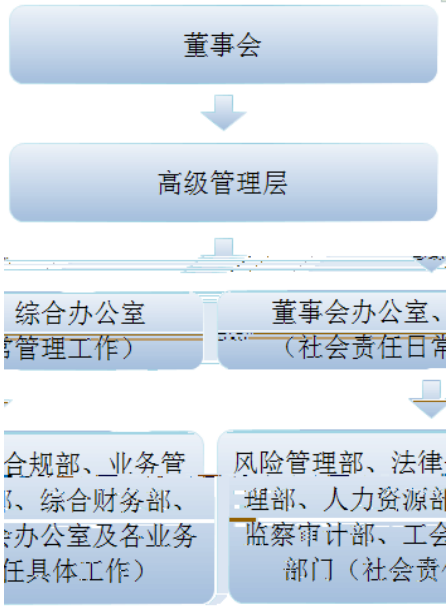 董事会
高级管理层
综合办公室
常管理工作）
董事会办公室、
（社会责任日常
合规部、业务管
、综合财务部、
会办公室及各业务
任具体工作）
风险管理部、法律
理部、人力资源部
监察审计部、工会
部门（社会责